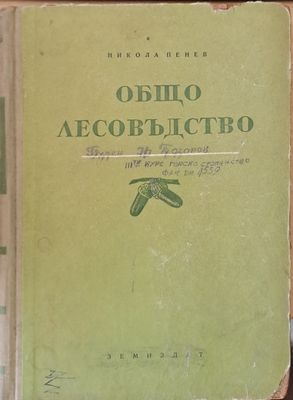 НИКОЛА ПЕНЕВ
ОБЩО
ЛЕСОВЪДСТВО
III ти курс горско стопанство
ЗЕМИЗДАТ